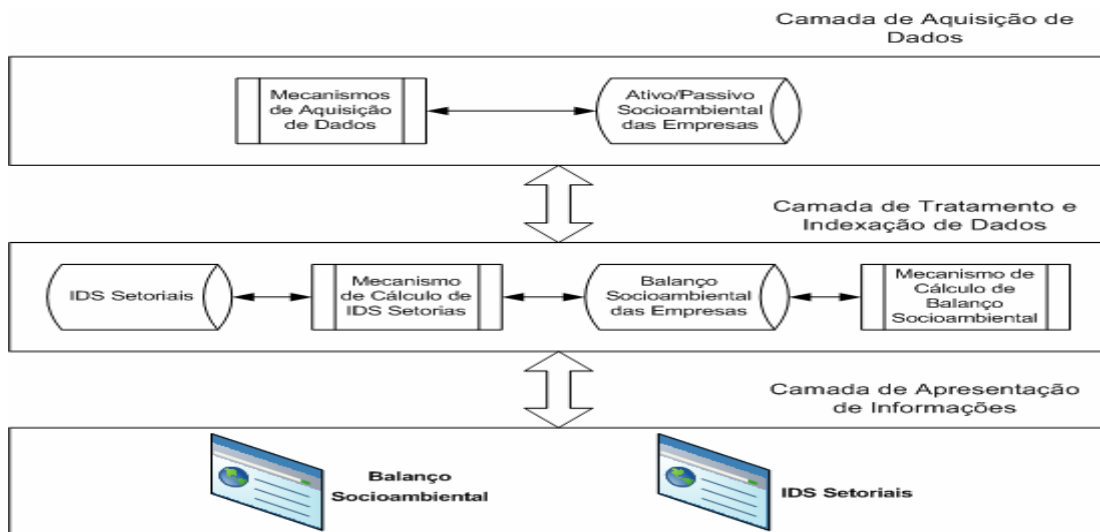 Camada de Aquisição de
Dados
Mecanismos
de Aquisição
de Dados
Ativo/Passivo
Socioambiental
das Empresas
Camada de Tratamento e
Indexação de Dados
IDS Setoriais
Mecanismo
de Cálculo de
IDS Setorias
Balanço
Socioambiental
das Empresas
Mecanismo de
Cálculo de
Balanço
Socioambiental
Camada de Apresentação
de Informações
Balanço
Socioambiental
IDS Setoriais